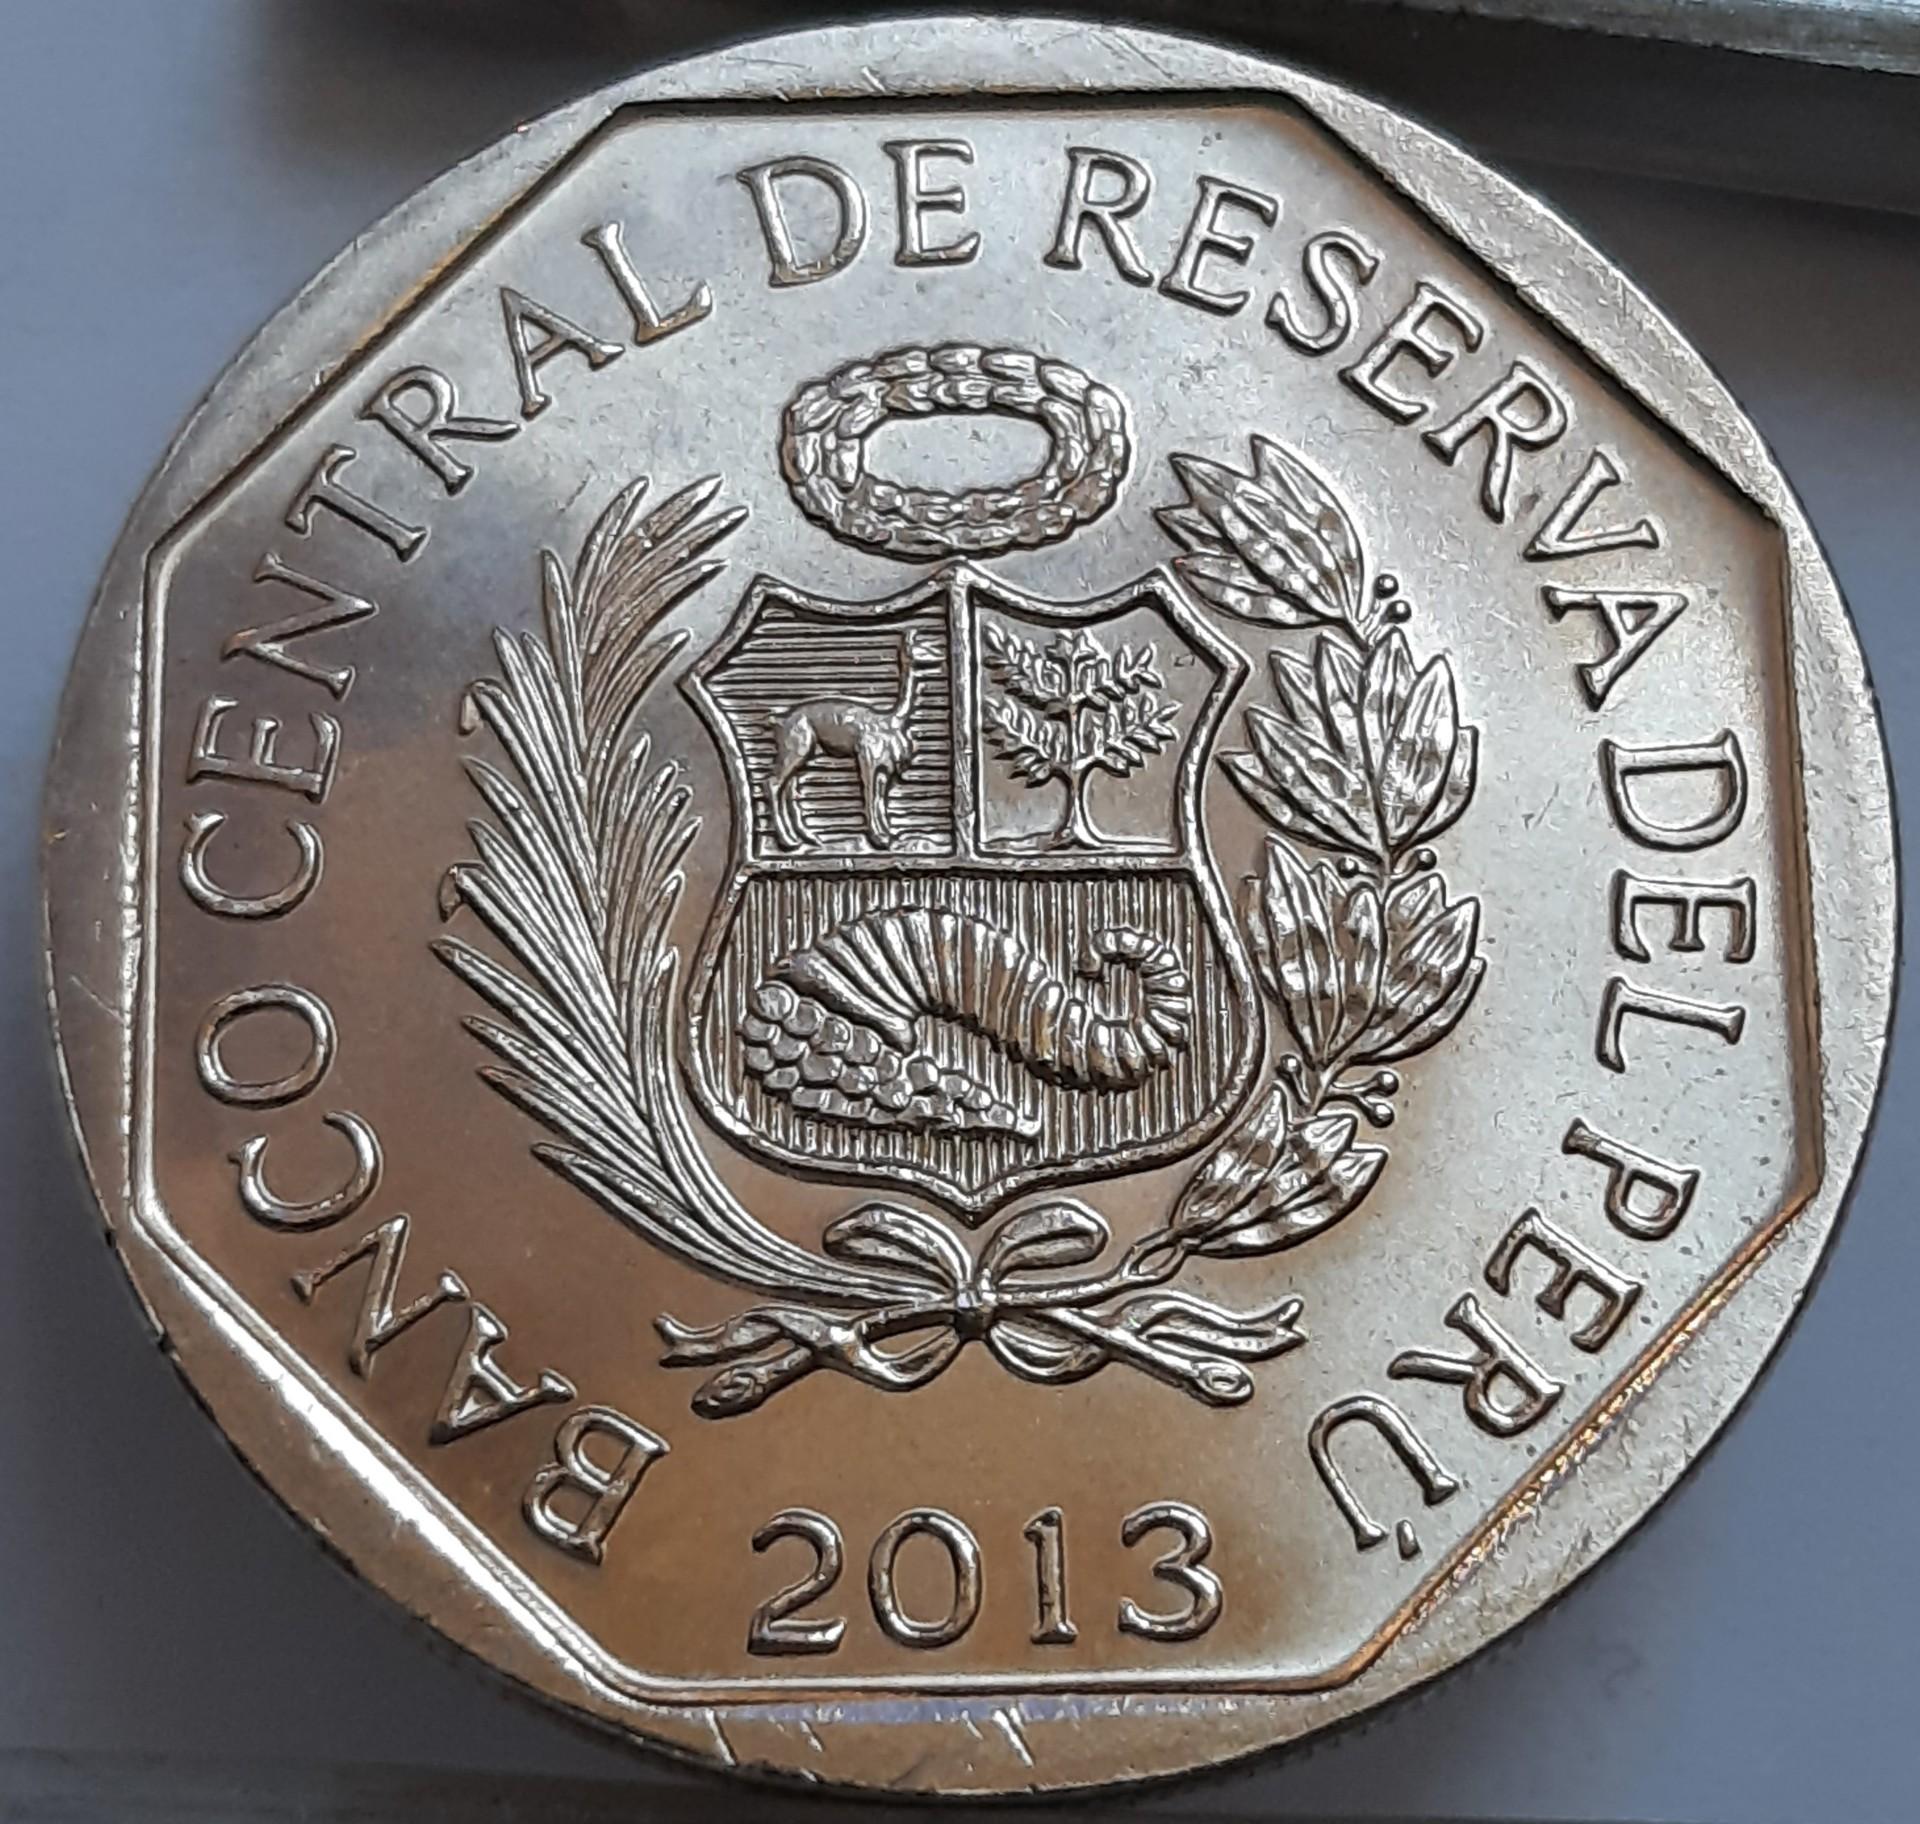 BANCO CENTRAL DE RESERVA DEL PERÚ
2013